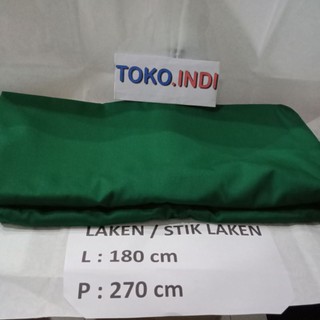 TOKO.INDI
LAKEN / STIK LAKEN
L : 180 cm
P : 270 cm